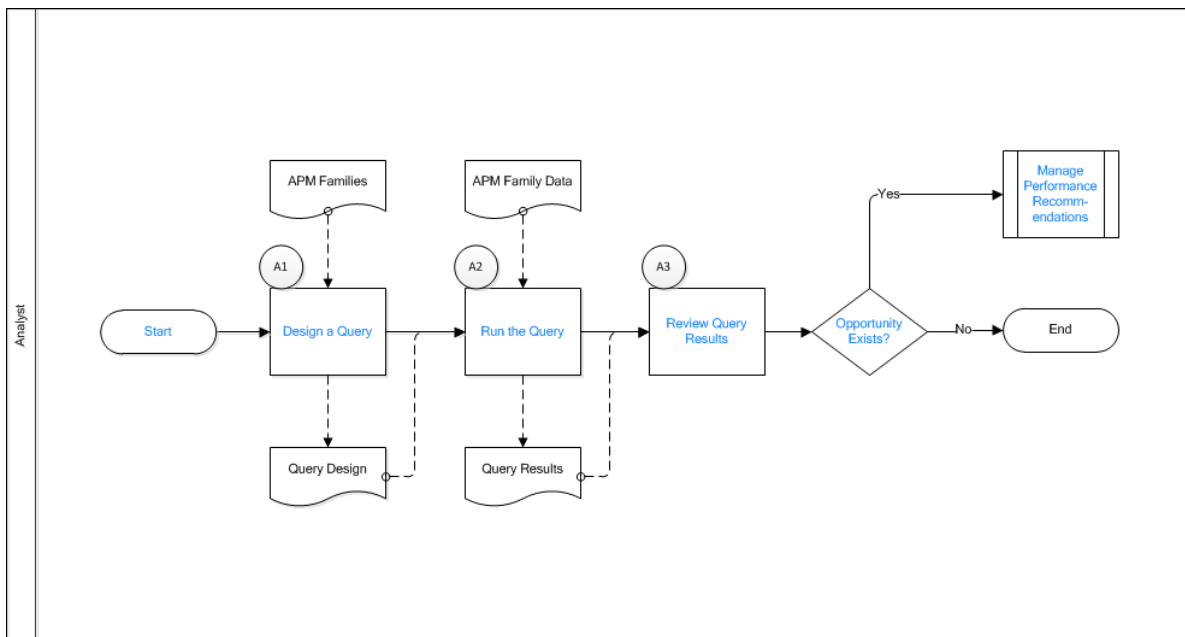 Analyst
APM Families
APM Family Data
Manage
Performance
Recomm-
endations
Yes
A1
A2
A3
Start
Design a Query
Run the Query
Review Query
Results
Opportunity
Exists?
No
End
Query Design
Query Results